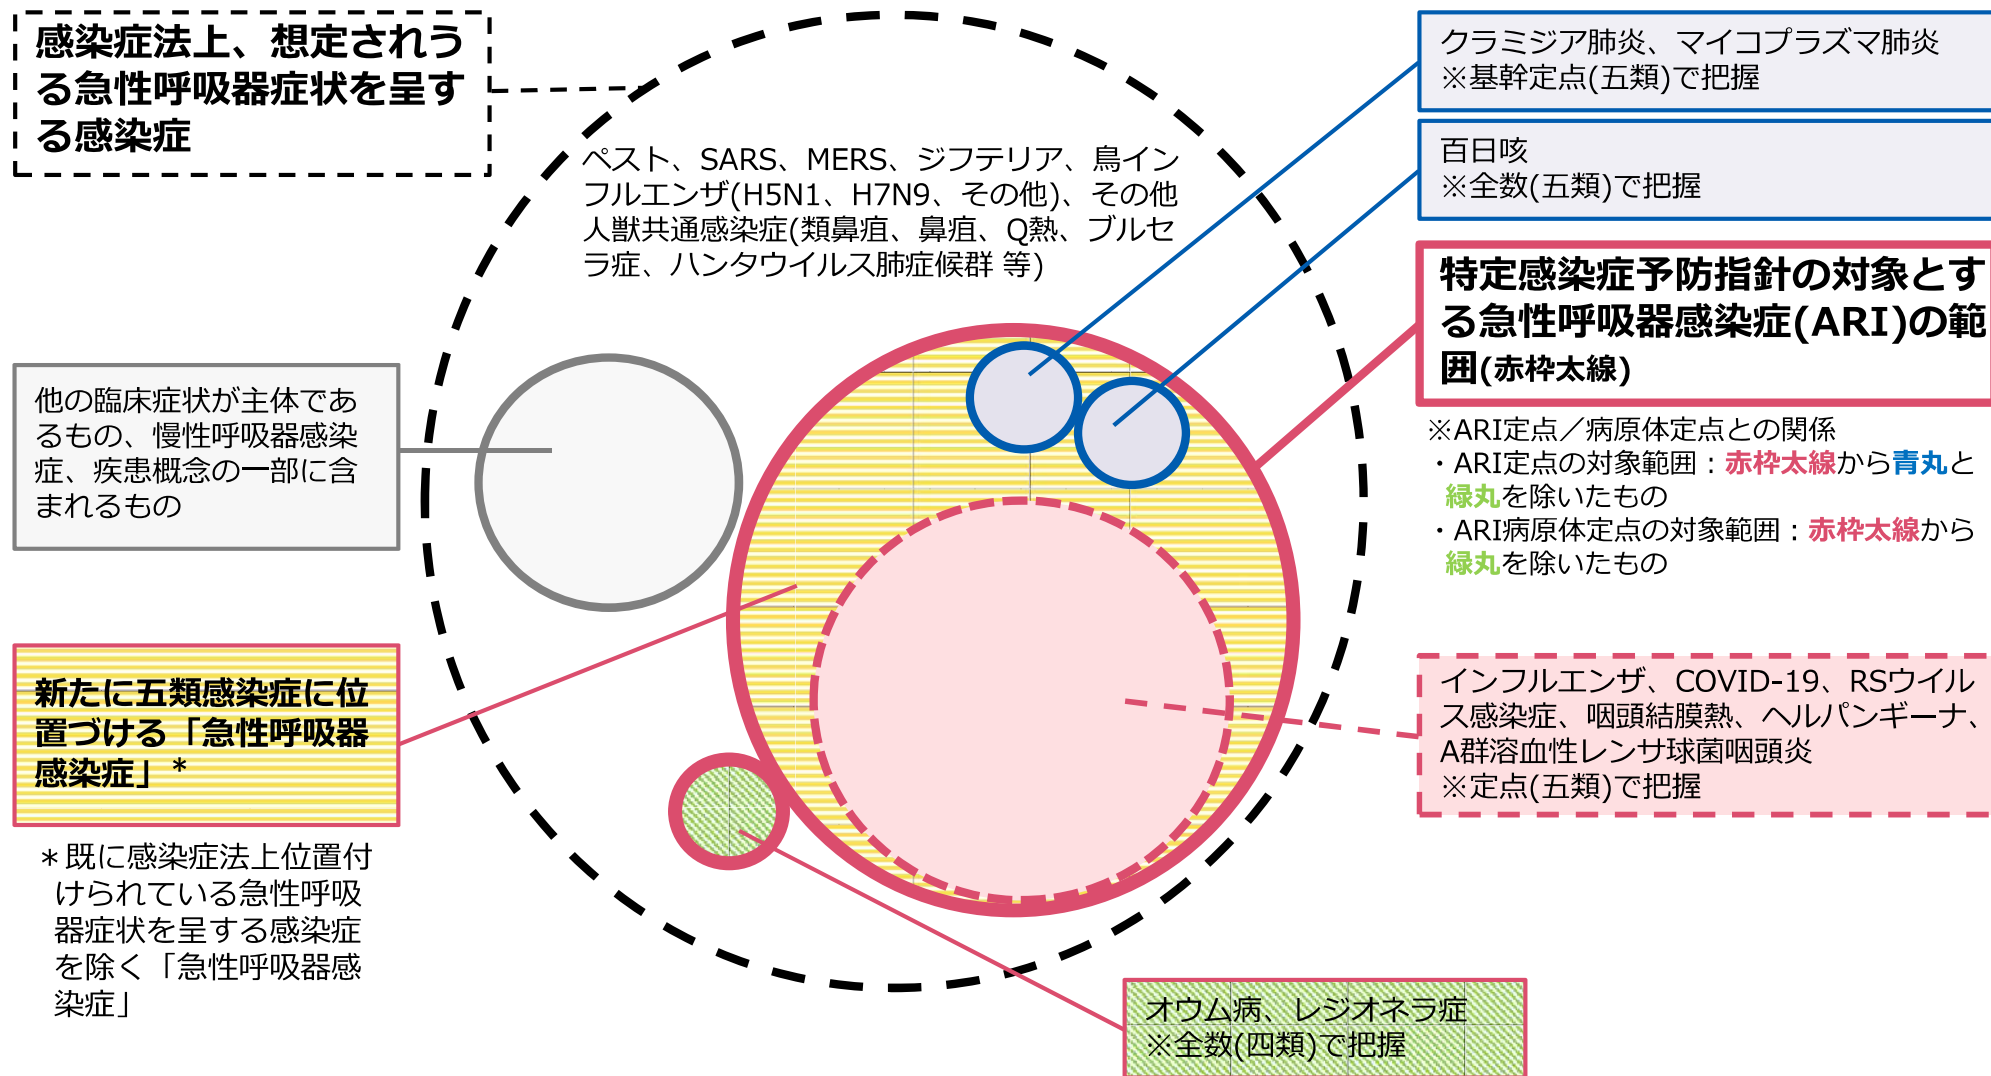 感染症法上、想定されう
る急性呼吸器症状を呈す
る感染症
ペスト、SARS、MERS、ジフテリア、鳥イン
フルエンザ(H5N1、H7N9、その他)、その他
人獣共通感染症(類鼻疽、鼻疽、Q熱、ブルセ
ラ症、ハンタウイルス肺症候群 等)
クラミジア肺炎、マイコプラズマ肺炎
※基幹定点(五類)で把握
百日咳
※全数(五類)で把握
特定感染症予防指針の対象とす
る急性呼吸器感染症(ARI)の範
囲(赤枠太線)
※ARI定点／病原体定点との関係
・ARI定点の対象範囲：赤枠太線から青丸と
緑丸を除いたもの
・ARI病原体定点の対象範囲：赤枠太線から
緑丸を除いたもの
他の臨床症状が主体であ
るもの、慢性呼吸器感染
症、疾患概念の一部に含
まれるもの
新たに五類感染症に位
置づける「急性呼吸器
感染症」*
*既に感染症法上位置付
けられている急性呼吸
器症状を呈する感染症
を除く「急性呼吸器感
染症」
インフルエンザ、COVID-19、RSウイル
ス感染症、咽頭結膜熱、ヘルパンギーナ、
A群溶血性レンサ球菌咽頭炎
※定点(五類)で把握
オウム病、レジオネラ症
※全数(四類)で把握